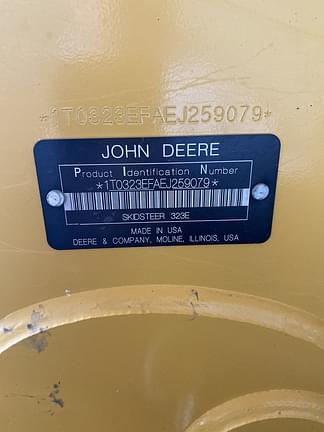 *1T0323EFAEJ259079*
JOHN DEERE
Product Identification Number
*1T0323EFAEJ259079*
SKIDSTEER 323E
MADE IN USA
DEERE & COMPANY, MOLINE, ILLINOIS, USA